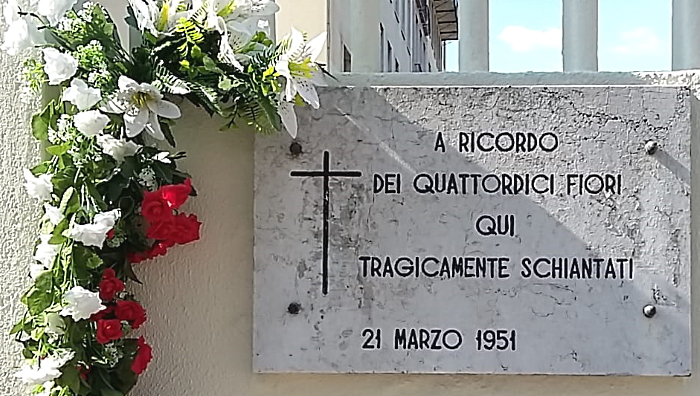 A RICORDO
DEI QUATTORDICI FIORI
QUI
TRAGICAMENTE SCHIANTATI
21 MARZO 1951